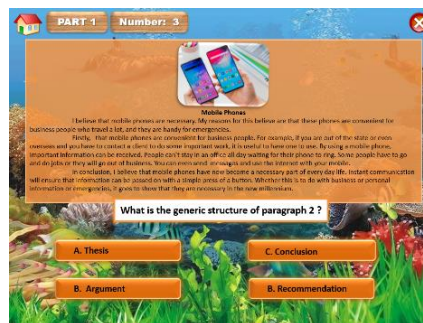 PART 1
Number: 3
Mobile Phones
I believe that mobile phones are necessary. My reason for this believe are that these phones are convenient for
business people who travel a lot, and they are handy for emergencies.
Firstly, that mobile phones are convenient for business people. For example, if you are out of the state or even
overseas and you have to contact a client to do some important work, it is useful to have one to use. By using a mobile phone,
important information can be received. People can't stay in an office all day waiting for their phone to ring. Some people have to go
and do jobs or they will go out of business. You can even send messages and use the internet with your mobile.
In conclusion, I believe that mobile phones have now become a necessary part of every day life. Instant communication
will ensure that information can be passed on with a simple press of a button. Whether this is to do with business or personal
information or emergencies, it goes to show that they are necessary in the new millennium.
What is the generic structure of paragraph 2 ?
A. Thesis
C. Conclusion
B. Argument
B. Recommendation